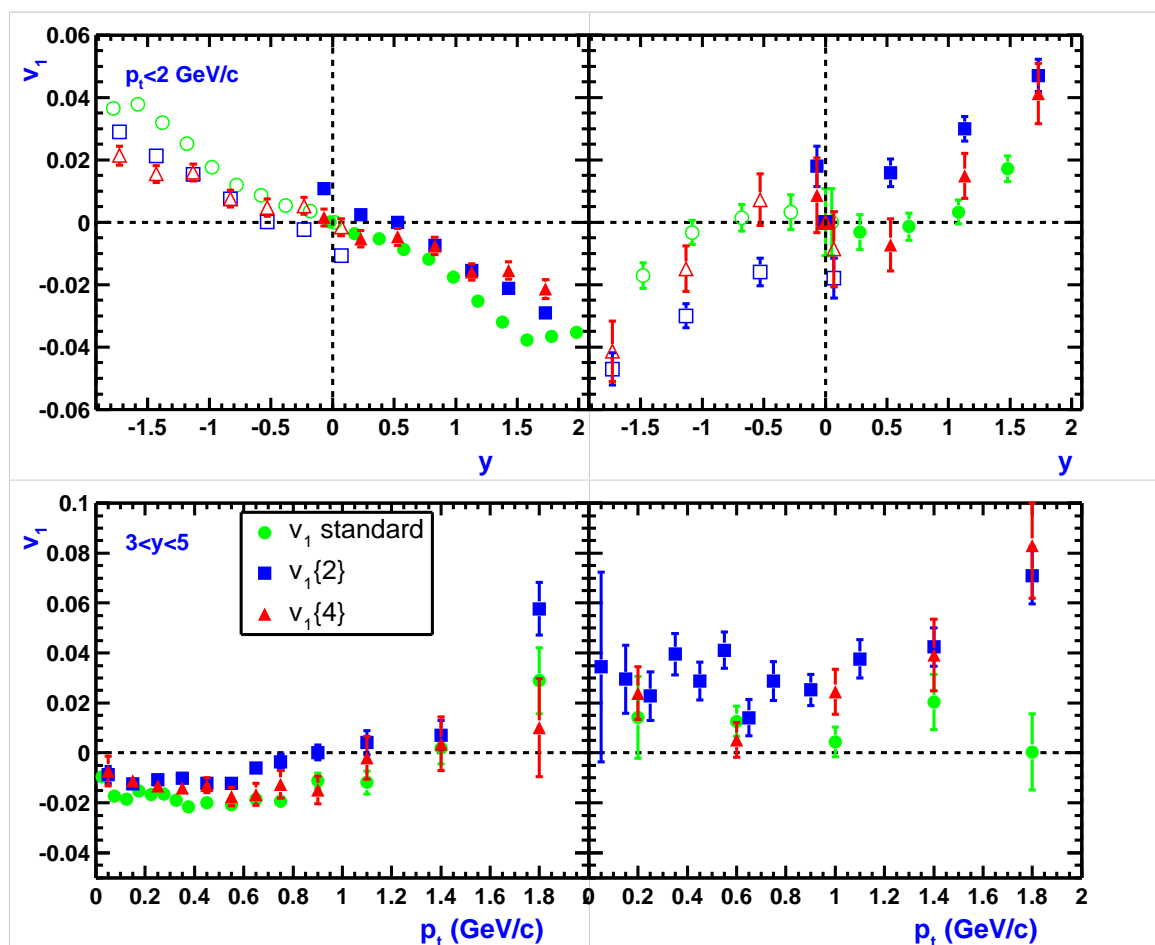 v1
0.06
0.04
0.02
0
-0.02
-0.04
-0.06
pt<2 GeV/c
-1.5 -1 -0.5 0 0.5 1 1.5 2
y
-1.5 -1 -0.5 0 0.5 1 1.5 2
y
v1
0.1
0.08
0.06
0.04
0.02
0
-0.02
-0.04
3<y<5
v1 standard
v1{2}
v1{4}
0 0.2 0.4 0.6 0.8 1 1.2 1.4 1.6 1.8
pt (GeV/c)
0.2 0.4 0.6 0.8 1 1.2 1.4 1.6 1.8 2
pt (GeV/c)